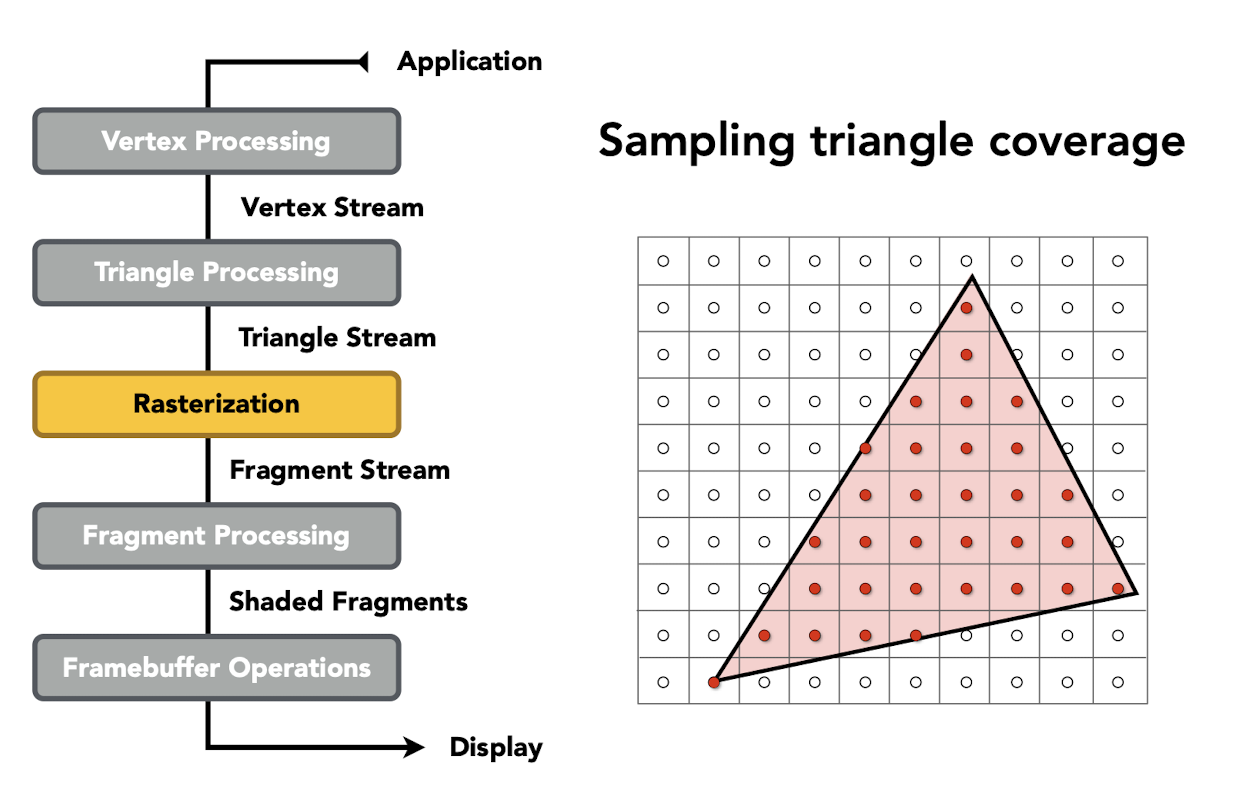 Application
Vertex Processing
Vertex Stream
Triangle Processing
Triangle Stream
Rasterization
Fragment Stream
Fragment Processing
Shaded Fragments
Framebuffer Operations
Display
Sampling triangle coverage